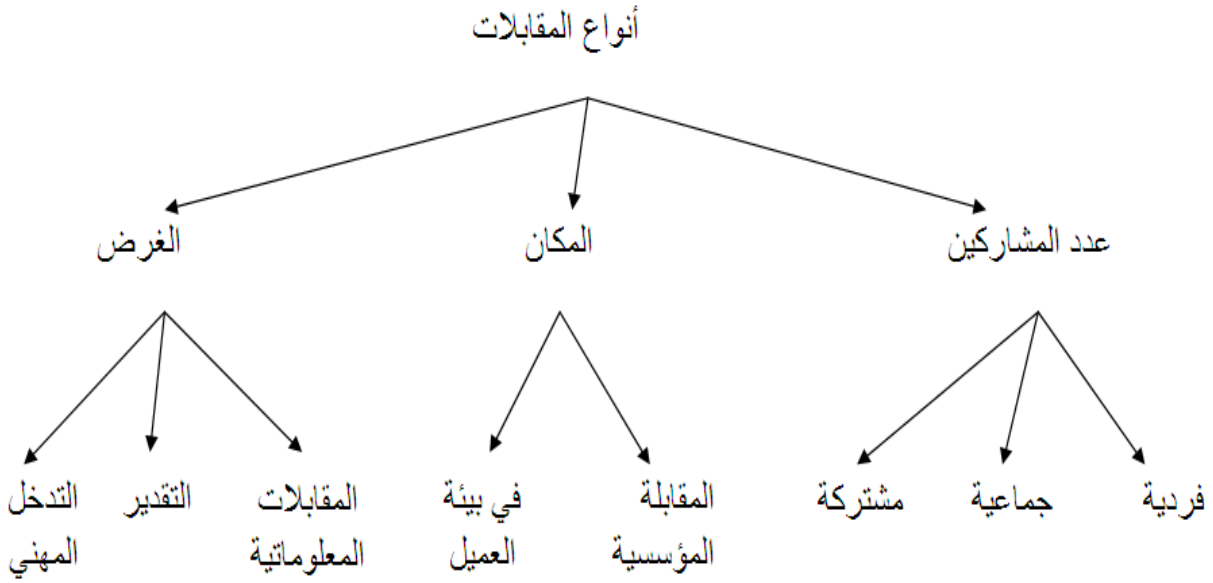 أنواع المقابلات
عدد المشاركين
المكان
الغرض
فردية
جماعية
مشتركة
المقابلة
المؤسسية
في بيئة
العميل
المقابلات
المعلوماتية
التقدير
التدخل
المهني